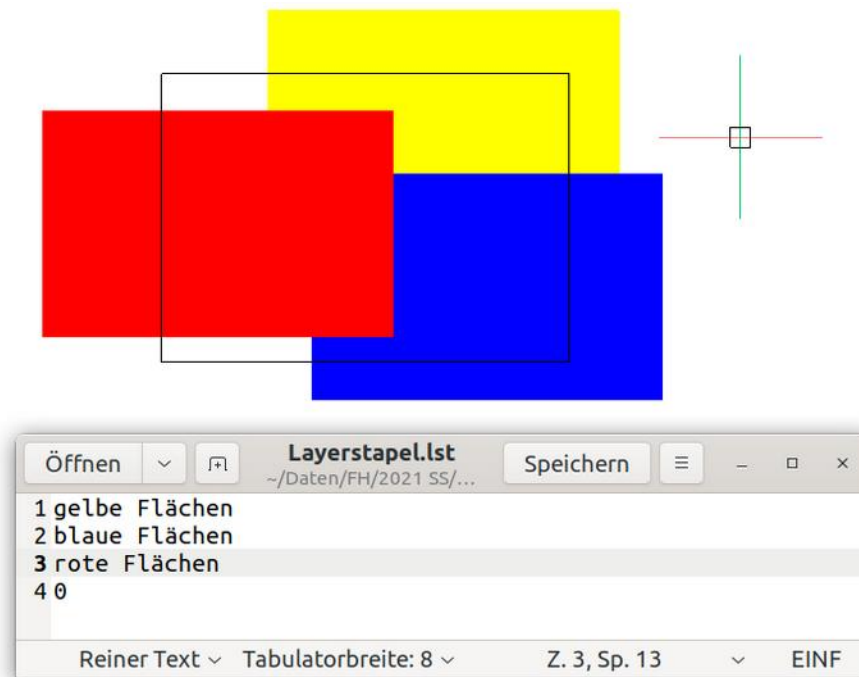 Öffnen Layerstapel.lst Speichern
~/Daten/FH/2021 SS/...
1 gelbe Flächen
2 blaue Flächen
3 rote Flächen
4 0
Reiner Text Tabulatorbreite: 8 Z. 3, Sp. 13 EINF